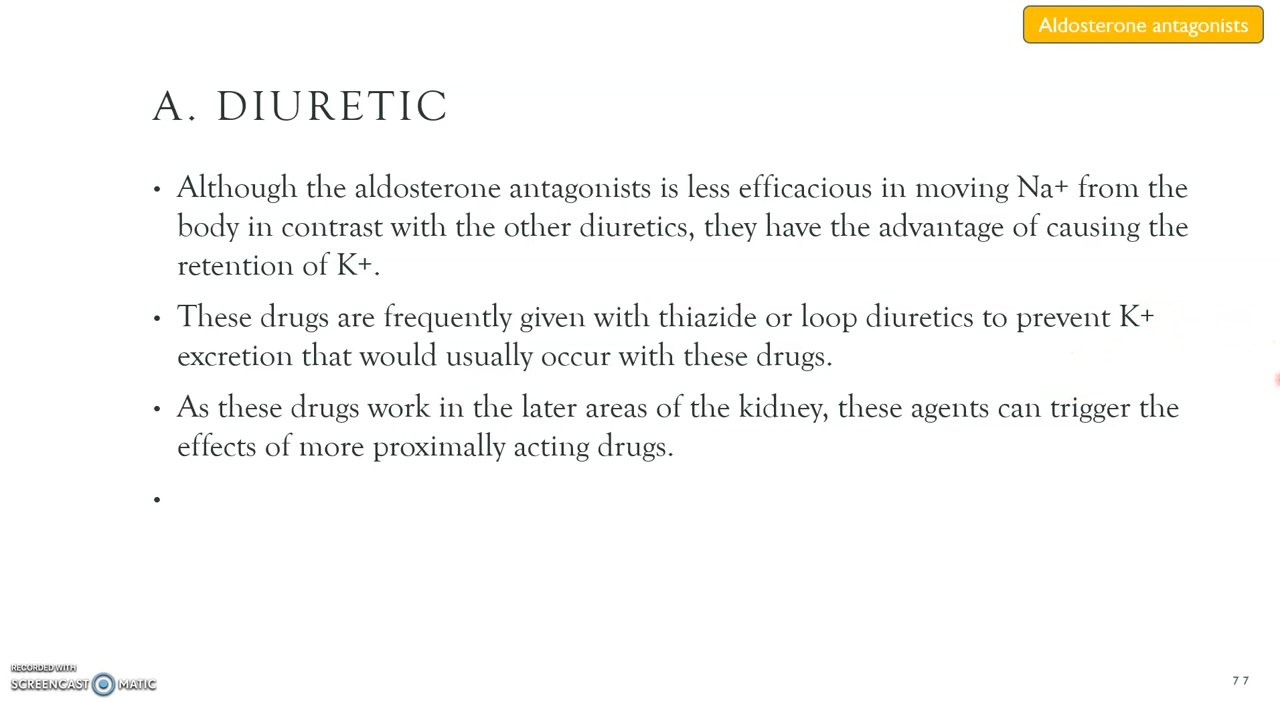 Aldosterone antagonists
A. DIURETIC
• Although the aldosterone antagonists is less efficacious in moving Na+ from the
body in contrast with the other diuretics, they have the advantage of causing the
retention of K+.
• These drugs are frequently given with thiazide or loop diuretics to prevent K+
excretion that would usually occur with these drugs.
• As these drugs work in the later areas of the kidney, these agents can trigger the
effects of more proximally acting drugs.
•
RECORDED WITH
SCREENCAST MATIC
77